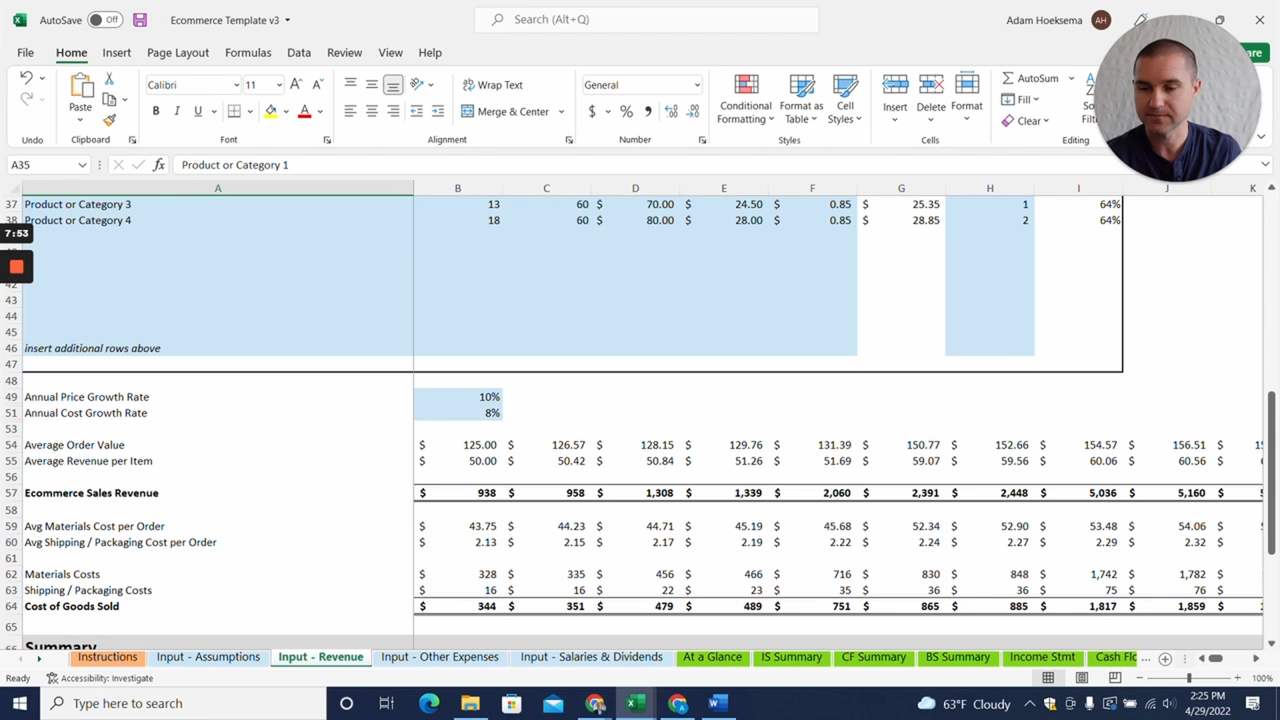 AutoSave Off Ecommerce Template v3 Search (Alt+Q) Adam Hoeksema AH
File Home Insert Page Layout Formulas Data Review View Help
Paste Calibri 11 Wrap Text General Conditional Formatting Format as Table Cell Styles Insert Delete Format AutoSum
B I U Merge & Center $ % Fill
Clear
Undo Clipboard Font Alignment Number Styles Cells Editing
A35 fx Product or Category 1
A B C D E F G H I J K
37 Product or Category 3 13 60 $ 70.00 $ 24.50 $ 0.85 $ 25.35 1 64%
38 Product or Category 4 18 60 $ 80.00 $ 28.00 $ 0.85 $ 28.85 2 64%
7:53
43
44
45
46 insert additional rows above
47
48
49 Annual Price Growth Rate 10%
51 Annual Cost Growth Rate 8%
53
54 Average Order Value $ 125.00 $ 126.57 $ 128.15 $ 129.76 $ 131.39 $ 150.77 $ 152.66 $ 154.57 $ 156.51 $
55 Average Revenue per Item $ 50.00 $ 50.42 $ 50.84 $ 51.26 $ 51.69 $ 59.07 $ 59.56 $ 60.06 $ 60.56 $
56
57 Ecommerce Sales Revenue $ 938 $ 958 $ 1,308 $ 1,339 $ 2,060 $ 2,391 $ 2,448 $ 5,036 $ 5,160 $
58
59 Avg Materials Cost per Order $ 43.75 $ 44.23 $ 44.71 $ 45.19 $ 45.68 $ 52.34 $ 52.90 $ 53.48 $ 54.06 $
60 Avg Shipping / Packaging Cost per Order $ 2.13 $ 2.15 $ 2.17 $ 2.19 $ 2.22 $ 2.24 $ 2.27 $ 2.29 $ 2.32 $
61
62 Materials Costs $ 328 $ 335 $ 456 $ 466 $ 716 $ 830 $ 848 $ 1,742 $ 1,782 $
63 Shipping / Packaging Costs $ 16 $ 16 $ 22 $ 23 $ 35 $ 36 $ 36 $ 75 $ 76 $
64 Cost of Goods Sold $ 344 $ 351 $ 479 $ 489 $ 751 $ 865 $ 885 $ 1,817 $ 1,859 $
65
Summary
Instructions Input - Assumptions Input - Revenue Input - Other Expenses Input - Salaries & Dividends At a Glance IS Summary CF Summary BS Summary Income Stmt Cash Flo ...
Ready Accessibility: Investigate 100%
Type here to search 63°F Cloudy 2:25 PM
4/29/2022